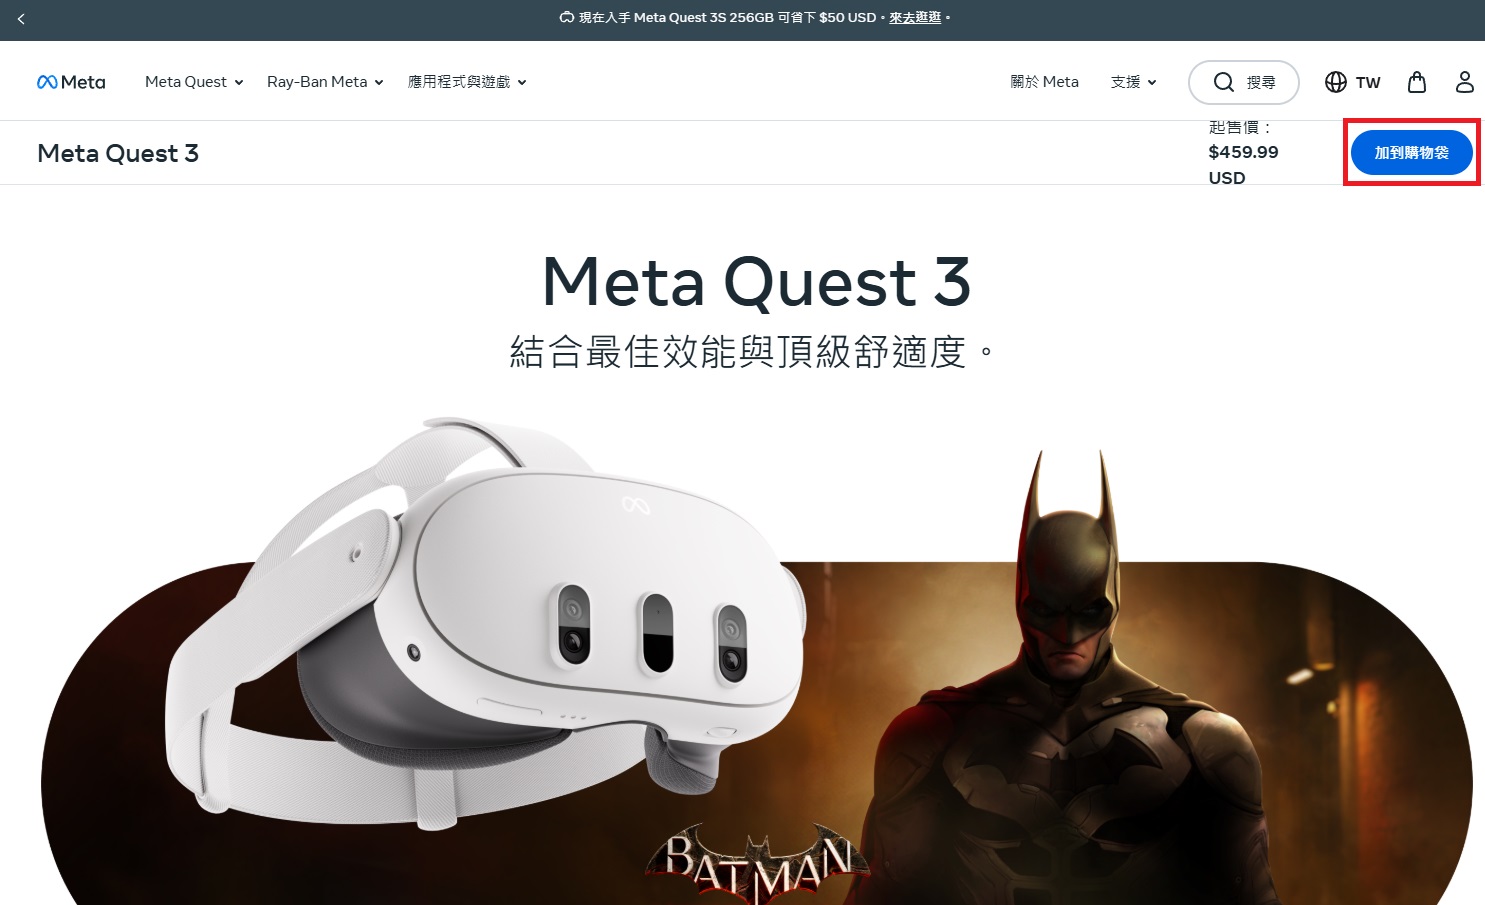 現在入手 Meta Quest 3S 256GB 可省下 $50 USD。來去逛逛。
Meta
Meta Quest
Ray-Ban Meta
應用程式與遊戲
關於 Meta
支援
搜尋
TW
Meta Quest 3
起售價：
$459.99
USD
加到購物袋
Meta Quest 3
結合最佳效能與頂級舒適度。
BATMAN